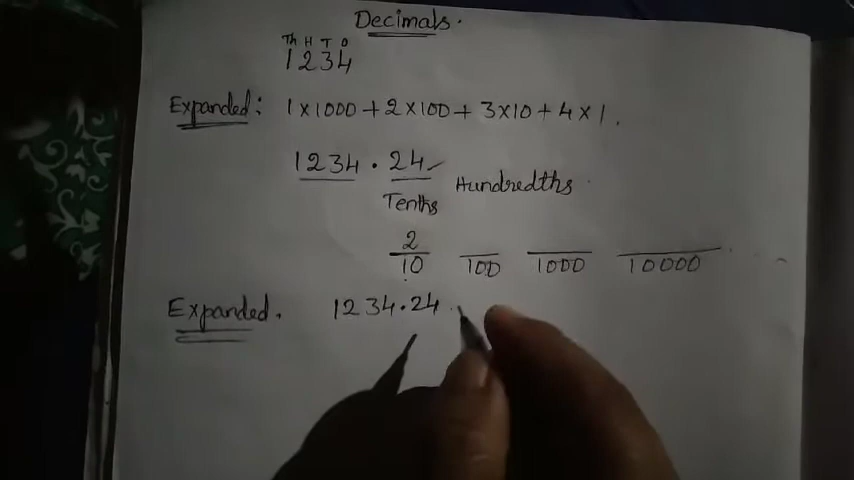 Decimals.
Th H T O
1234
Expanded: 1 x 1000 + 2 x 100 + 3 x 10 + 4 x 1.
1234 . 24
Tenths Hundredths
2/10 /100 /1000 /10000
Expanded. 1234.24